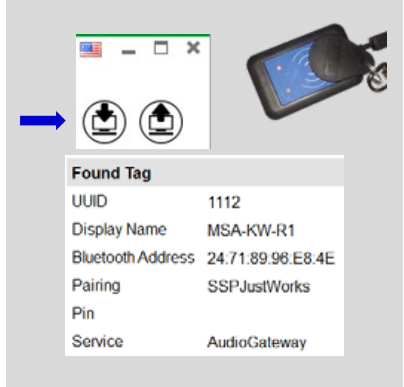 Found Tag
UUID 1112
Display Name MSA-KW-R1
Bluetooth Address 24:71:89:96:E8:4E
Pairing SSPJustWorks
Pin
Service AudioGateway